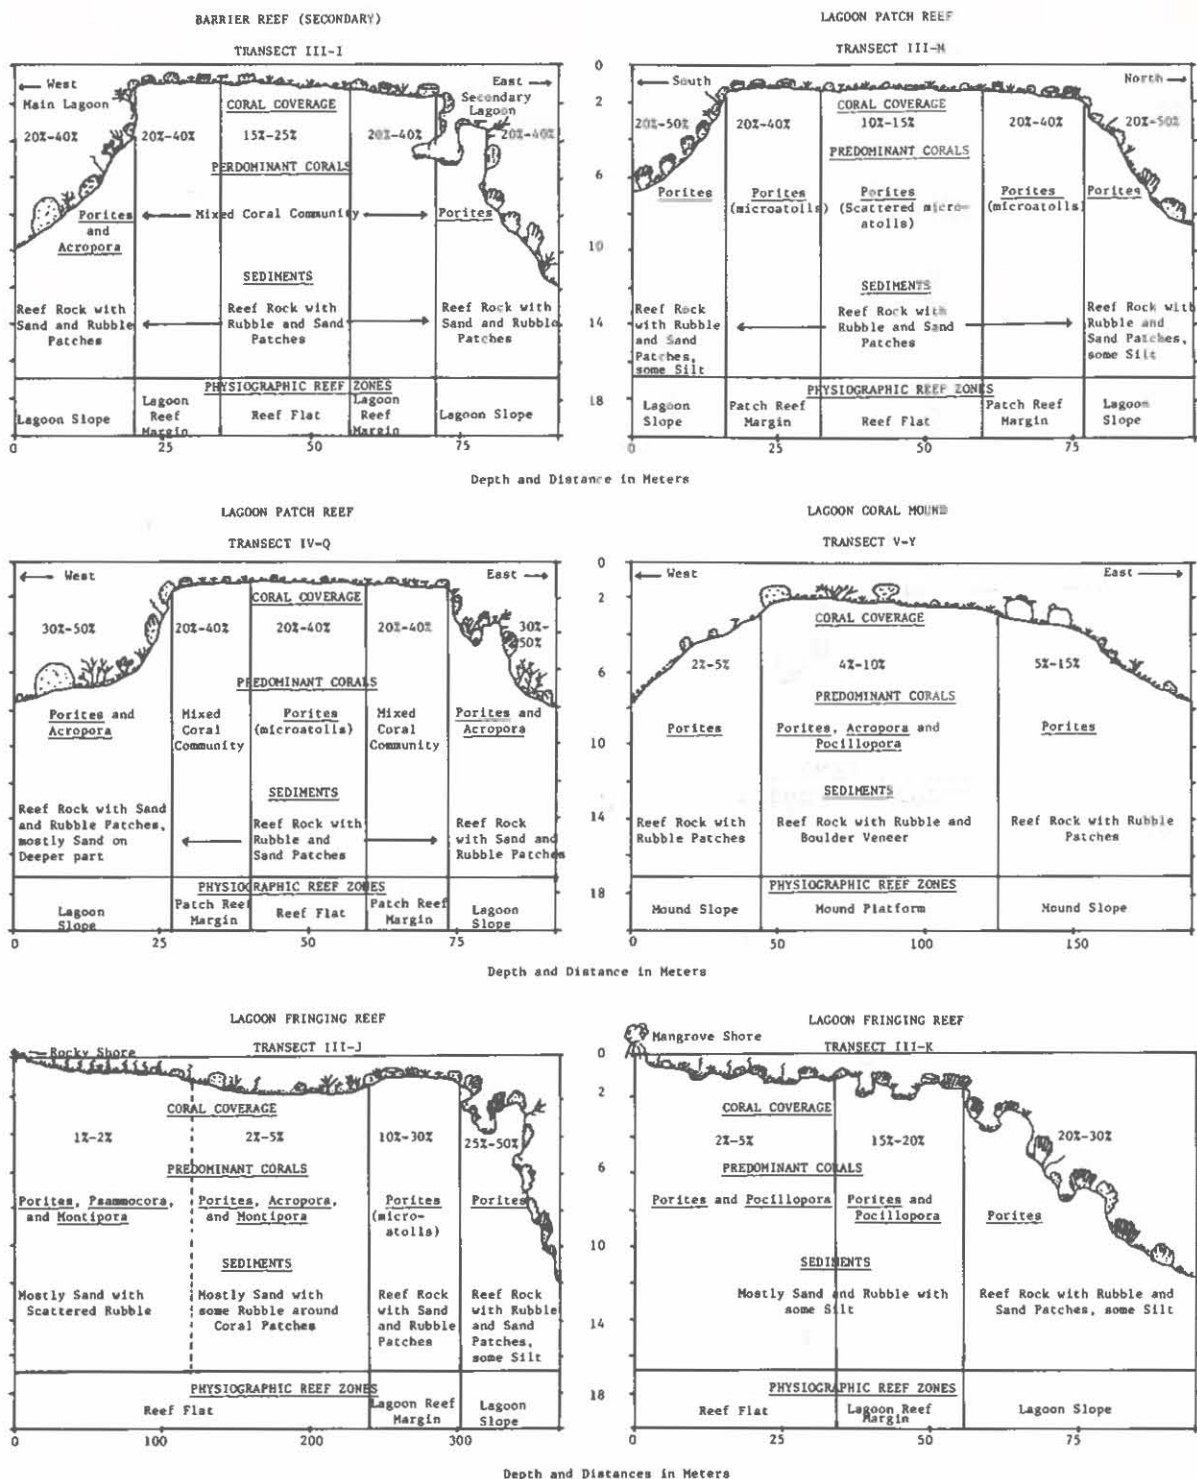 BARRIER REEF (SECONDARY)
TRANSECT III-I
West
East
Main Lagoon
Secondary
Lagoon
CORAL COVERAGE
20%-40%
20%-40%
15%-25%
20%-40%
20%-40%
PERDOMINANT CORALS
Porites
and
Acropora
Mixed Coral Community
Porites
SEDIMENTS
Reef Rock with
Sand and Rubble
Patches
Reef Rock with
Rubble and Sand
Patches
Reef Rock with
Sand and Rubble
Patches
PHYSIOGRAPHIC REEF ZONES
Lagoon Slope
Lagoon
Reef
Margin
Reef Flat
Lagoon
Reef
Margin
Lagoon Slope
0
25
50
75
LAGOON PATCH REEF
TRANSECT III-M
0
2
6
10
14
18
South
North
CORAL COVERAGE
20%-50%
20%-40%
10%-15%
20%-40%
20%-50%
PREDOMINANT CORALS
Porites
Porites
(microatolls)
Porites
(Scattered micro-
atolls)
Porites
(microatolls)
Porites
SEDIMENTS
Reef Rock
with Rubble
and Sand
Patches,
some Silt
Reef Rock with
Rubble and Sand
Patches
Reef Rock with
Rubble and
Sand Patches,
some Silt
PHYSIOGRAPHIC REEF ZONES
Lagoon
Slope
Patch Reef
Margin
Reef Flat
Patch Reef
Margin
Lagoon
Slope
0
25
50
75
Depth and Distance in Meters
LAGOON PATCH REEF
TRANSECT IV-Q
West
East
CORAL COVERAGE
30%-50%
20%-40%
20%-40%
20%-40%
30%-
50%
PREDOMINANT CORALS
Porites and
Acropora
Mixed
Coral
Community
Porites
(microatolls)
Mixed
Coral
Community
Porites and
Acropora
SEDIMENTS
Reef Rock with Sand
and Rubble Patches,
mostly Sand on
Deeper part
Reef Rock with
Rubble and
Sand Patches
Reef Rock
with Sand and
Rubble Patches
PHYSIOGRAPHIC REEF ZONES
Lagoon
Slope
Patch Reef
Margin
Reef Flat
Patch Reef
Margin
Lagoon
Slope
0
25
50
75
LAGOON CORAL MOUND
TRANSECT V-Y
0
2
6
10
14
18
West
East
CORAL COVERAGE
2%-5%
4%-10%
5%-15%
PREDOMINANT CORALS
Porites
Porites, Acropora and
Pocillopora
Porites
SEDIMENTS
Reef Rock with
Rubble Patches
Reef Rock with Rubble and
Boulder Veneer
Reef Rock with Rubble
Patches
PHYSIOGRAPHIC REEF ZONES
Mound Slope
Mound Platform
Mound Slope
0
50
100
150
Depth and Distance in Meters
LAGOON FRINGING REEF
TRANSECT III-J
Rocky Shore
CORAL COVERAGE
1%-2%
2%-5%
10%-30%
25%-50%
PREDOMINANT CORALS
Porites, Psammocora,
and Montipora
Porites, Acropora,
and Montipora
Porites
(micro-
atolls)
Porites
SEDIMENTS
Mostly Sand with
Scattered Rubble
Mostly Sand with
some Rubble around
Coral Patches
Reef Rock
with Sand
and Rubble
Patches
Reef Rock
with Rubble
and Sand
Patches,
some Silt
PHYSIOGRAPHIC REEF ZONES
Reef Flat
Lagoon Reef
Margin
Lagoon
Slope
0
100
200
300
LAGOON FRINGING REEF
TRANSECT III-K
Mangrove Shore
0
2
6
10
14
18
CORAL COVERAGE
2%-5%
15%-20%
20%-30%
PREDOMINANT CORALS
Porites and Pocillopora
Porites and
Pocillopora
Porites
SEDIMENTS
Mostly Sand and Rubble with
some Silt
Reef Rock with Rubble and
Sand Patches, some Silt
PHYSIOGRAPHIC REEF ZONES
Reef Flat
Lagoon Reef
Margin
Lagoon Slope
0
25
50
75
Depth and Distances in Meters